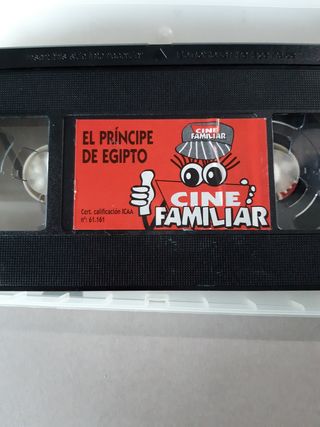 EL PRÍNCIPE
DE EGIPTO
Cert. calificación ICAA
nº: 61.161
CINE
FAMILIAR
CINE
FAMILIAR